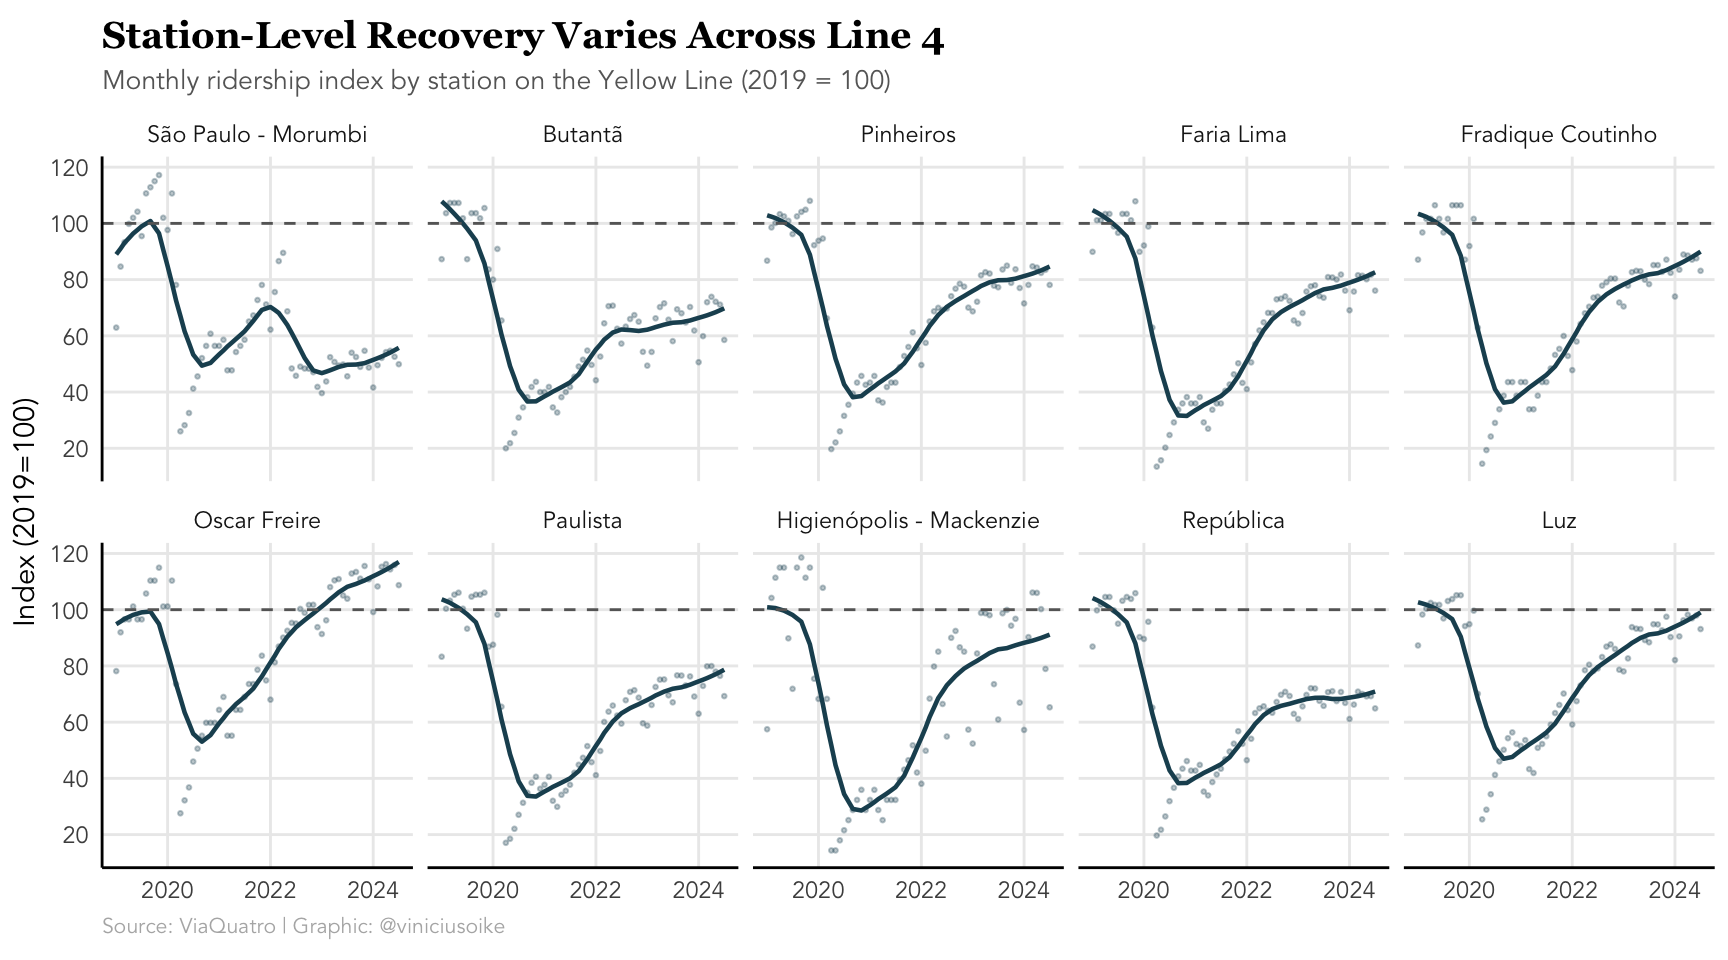 Station-Level Recovery Varies Across Line 4
Monthly ridership index by station on the Yellow Line (2019 = 100)
São Paulo - Morumbi
Butantã
Pinheiros
Faria Lima
Fradique Coutinho
120
100
80
60
40
20
Index (2019=100)
Oscar Freire
Paulista
Higienópolis - Mackenzie
República
Luz
120
100
80
60
40
20
2020 2022 2024
2020 2022 2024
2020 2022 2024
2020 2022 2024
2020 2022 2024
Source: ViaQuatro | Graphic: @viniciusoike